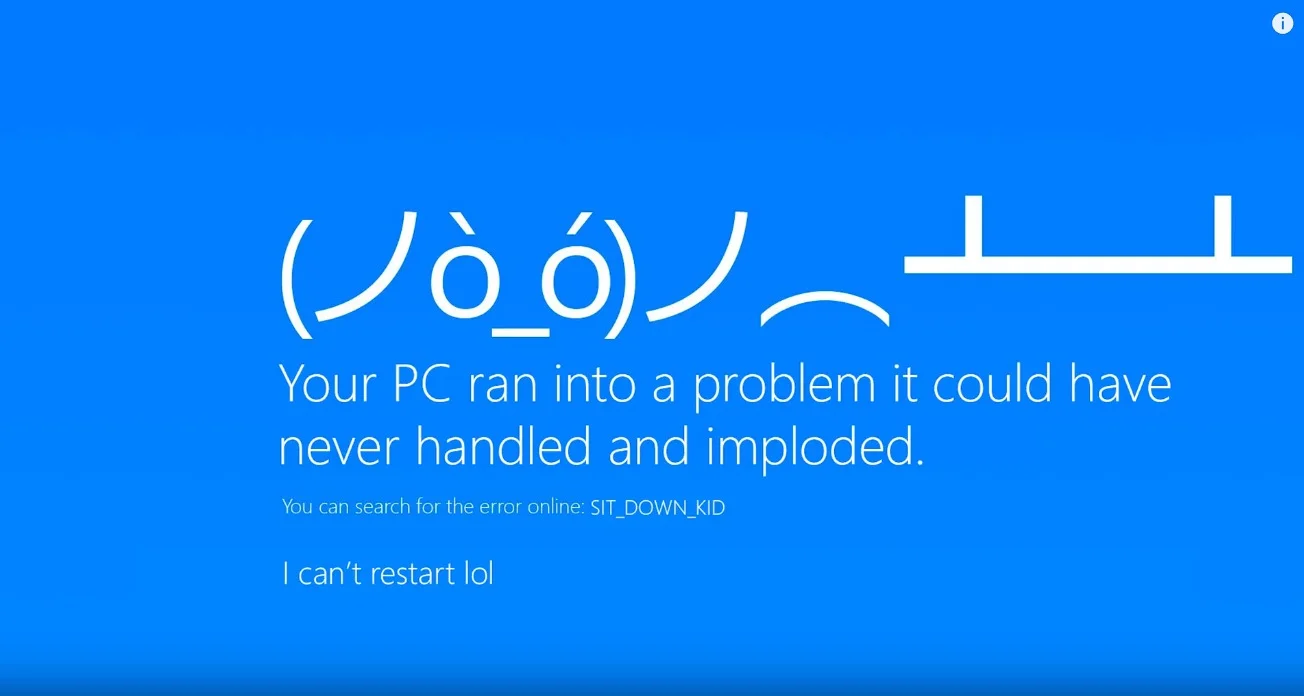 (ノò_ó)ノ︵ ┻━┻
Your PC ran into a problem it could have
never handled and imploded.
You can search for the error online: SIT_DOWN_KID
I can't restart lol